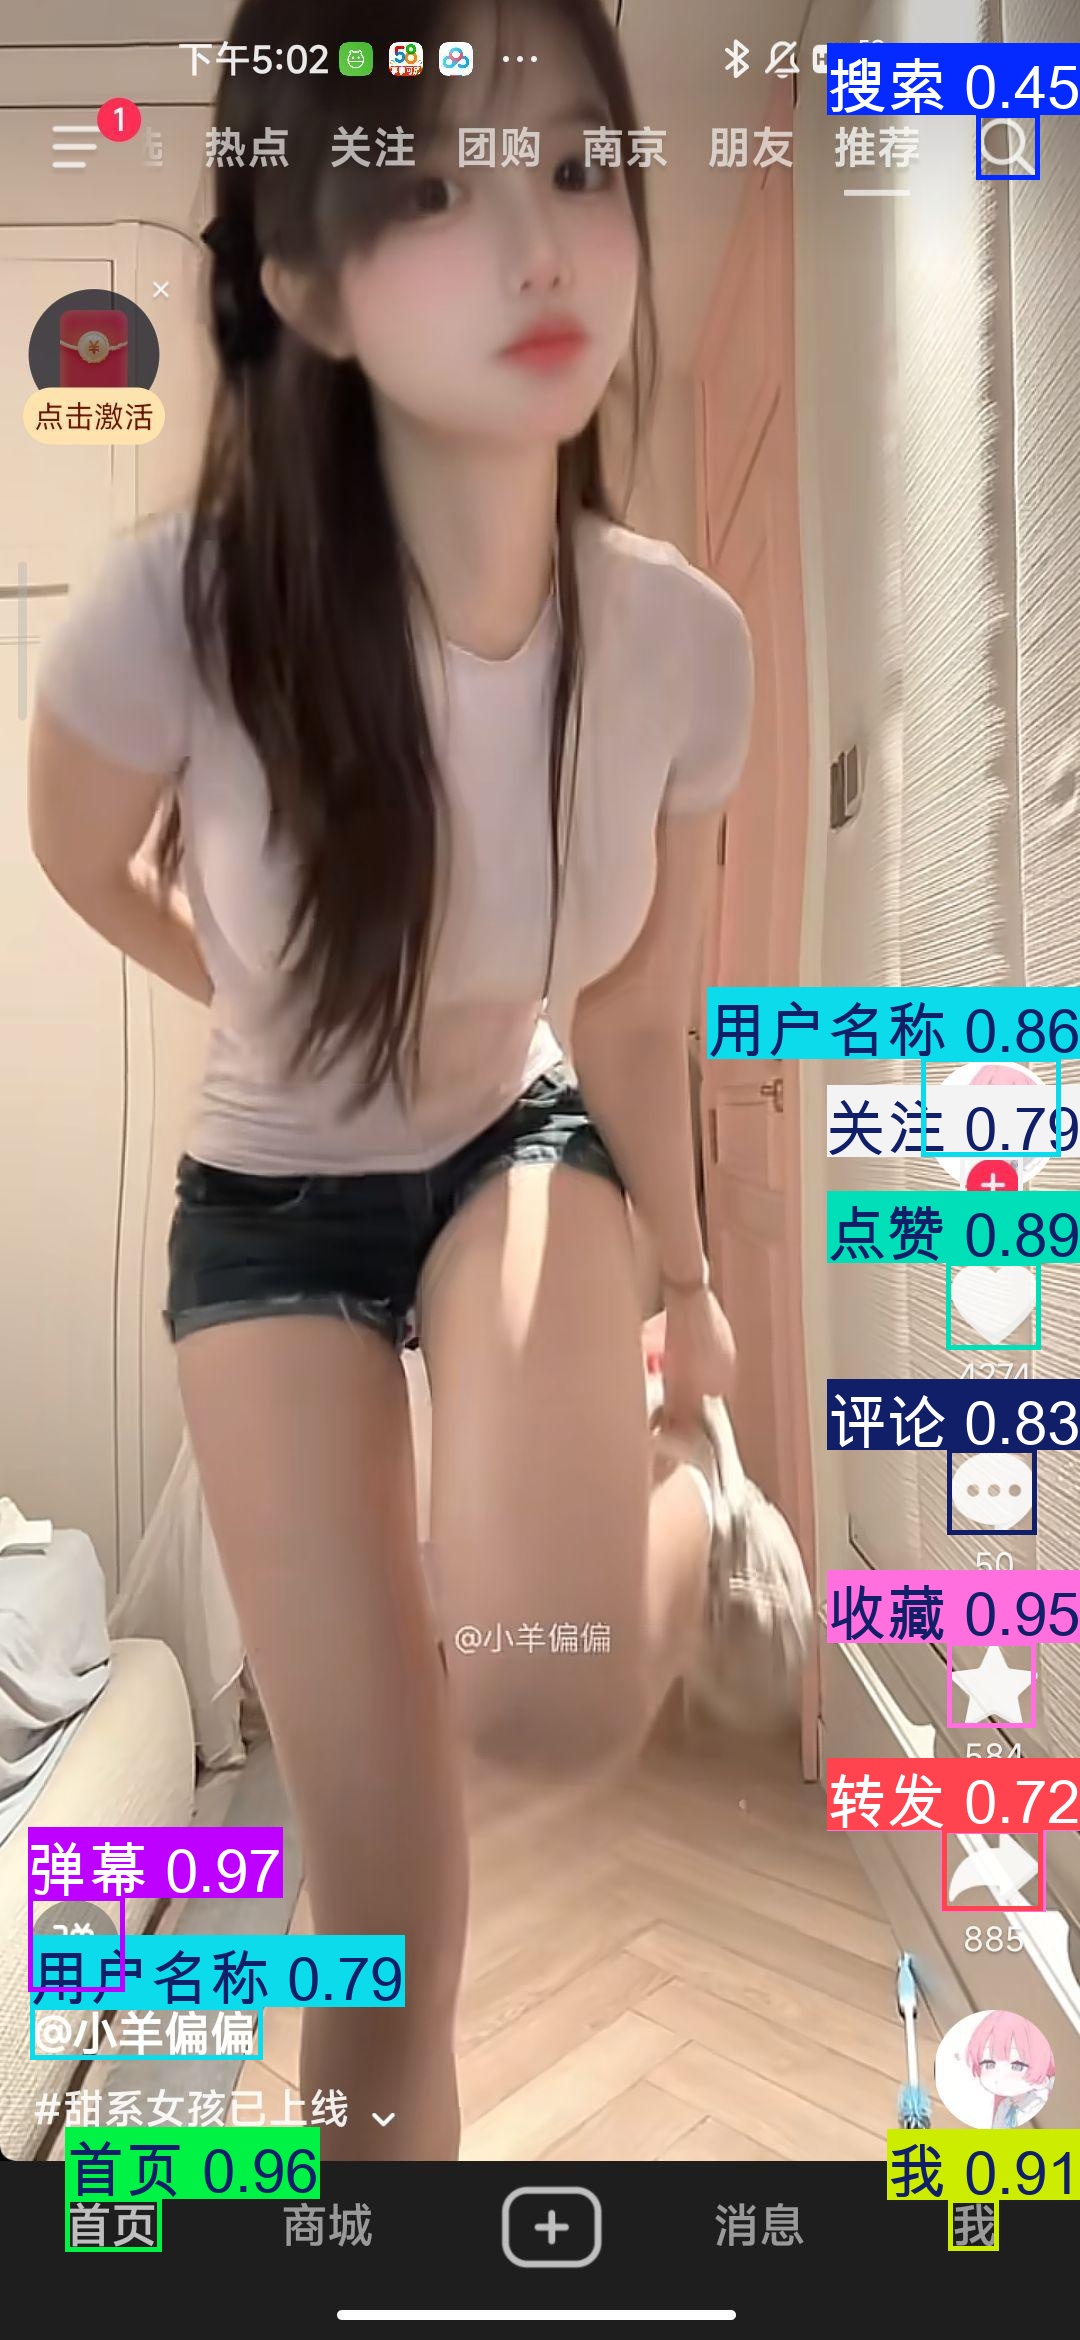 下午5:02
58
搜索 0.45
1
热点 关注 团购 南京 朋友 推荐
点击激活
用户名称 0.86
关注 0.79
点赞 0.89
4274
评论 0.83
50
@小羊偏偏
收藏 0.95
584
转发 0.72
弹幕 0.97
885
用户名称 0.79
@小羊偏偏
#甜系女孩已上线
首页 0.96
我 0.91
首页 商城 消息 我